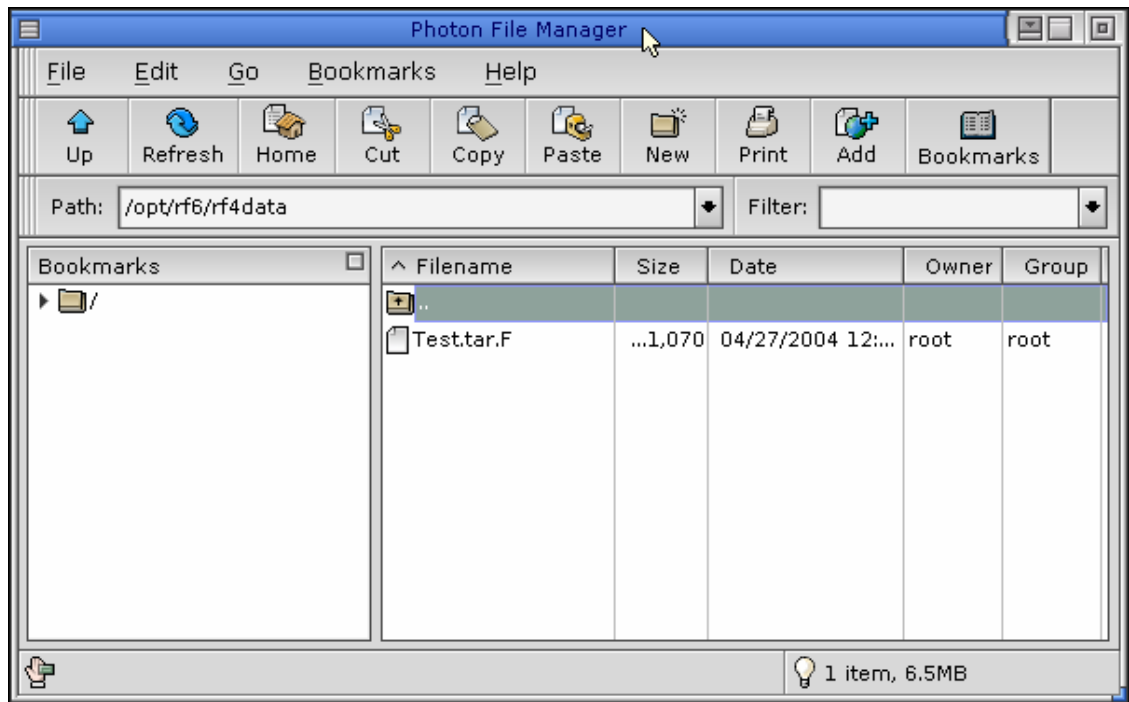 Photon File Manager
File Edit Go Bookmarks Help
Up Refresh Home Cut Copy Paste New Print Add Bookmarks
Path: /opt/rf6/rf4data Filter:
Bookmarks ^ Filename Size Date Owner Group
/ ..
Test.tar.F ...1,070 04/27/2004 12:... root root
1 item, 6.5MB